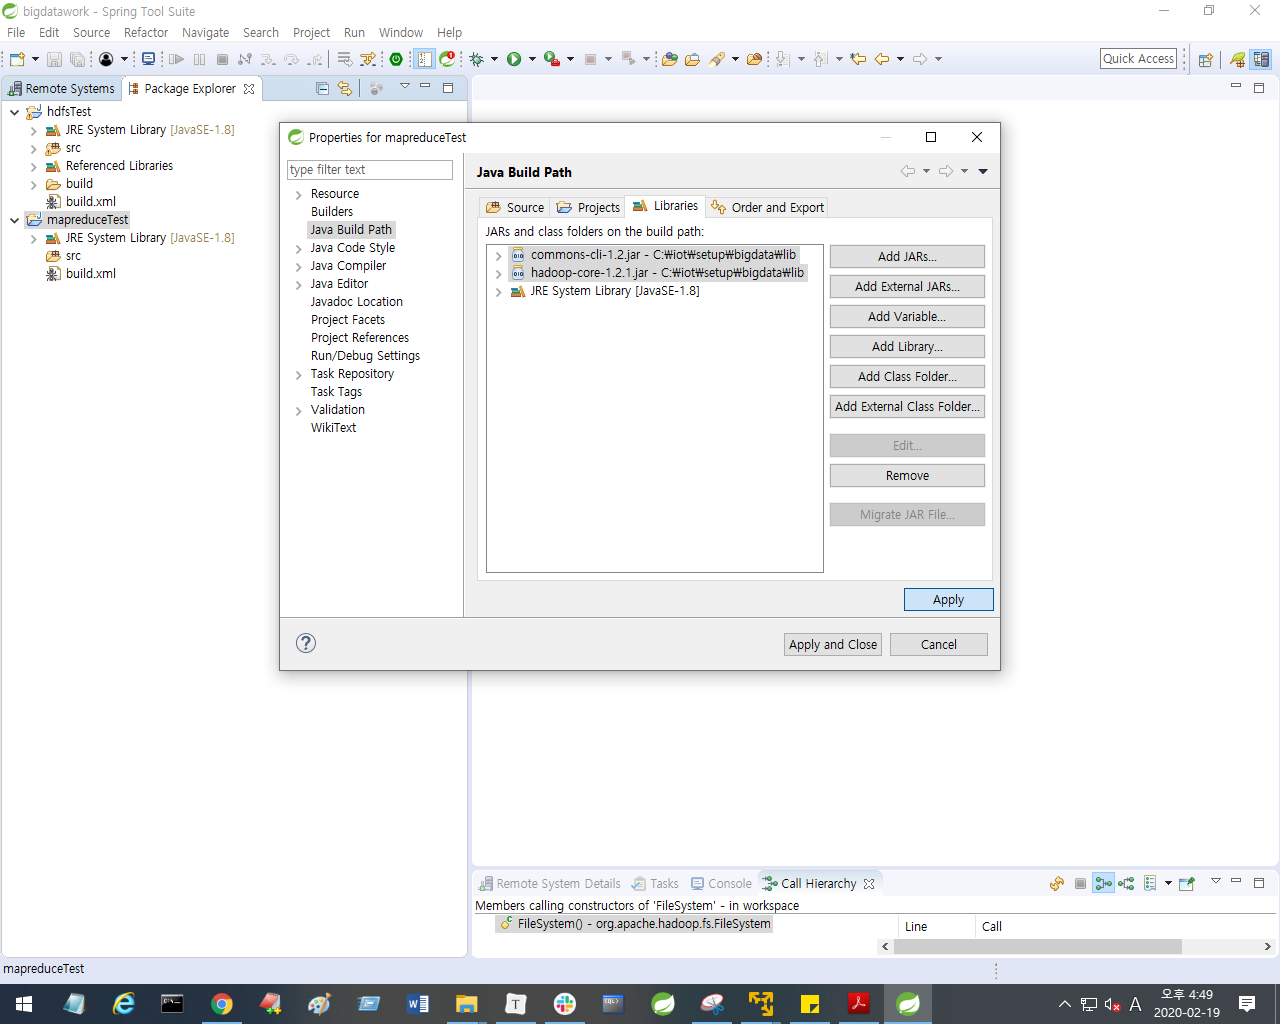 bigdatawork - Spring Tool Suite
File Edit Source Refactor Navigate Search Project Run Window Help
Quick Access
Remote Systems Package Explorer
hdfsTest
JRE System Library [JavaSE-1.8]
src
Referenced Libraries
build
build.xml
mapreduceTest
JRE System Library [JavaSE-1.8]
src
build.xml
Properties for mapreduceTest
type filter text
Resource
Builders
Java Build Path
Java Code Style
Java Compiler
Java Editor
Javadoc Location
Project Facets
Project References
Run/Debug Settings
Task Repository
Task Tags
Validation
WikiText
Java Build Path
Source Projects Libraries Order and Export
JARs and class folders on the build path:
commons-cli-1.2.jar - C:₩iot₩setup₩bigdata₩lib
hadoop-core-1.2.1.jar - C:₩iot₩setup₩bigdata₩lib
JRE System Library [JavaSE-1.8]
Add JARs...
Add External JARs...
Add Variable...
Add Library...
Add Class Folder...
Add External Class Folder...
Edit...
Remove
Migrate JAR File...
Apply
Apply and Close Cancel
Remote System Details Tasks Console Call Hierarchy
Members calling constructors of 'FileSystem' - in workspace
FileSystem() - org.apache.hadoop.fs.FileSystem
Line Call
mapreduceTest
A
오후 4:49
2020-02-19